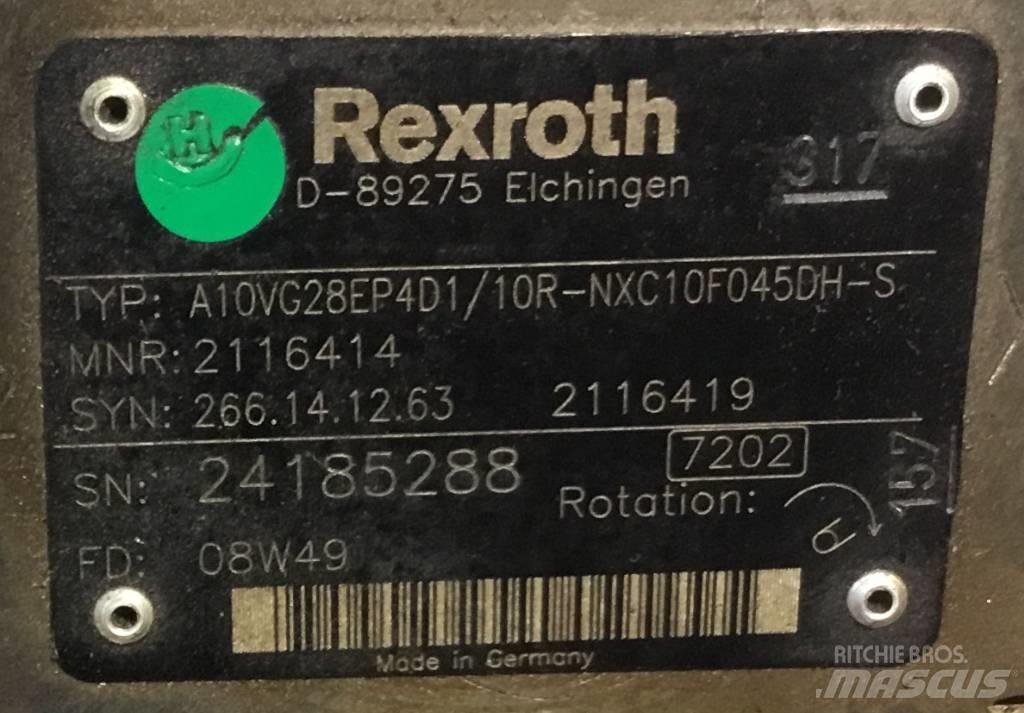 H
Rexroth
D-89275 Elchingen
317
TYP: A10VG28EP4D1/10R-NXC10F045DH-S
MNR: 2116414
SYN: 266.14.12.63 2116419
SN: 24185288
7202
Rotation:
157
FD: 08W49
Made in Germany
RITCHIE BROS.
MASCUS